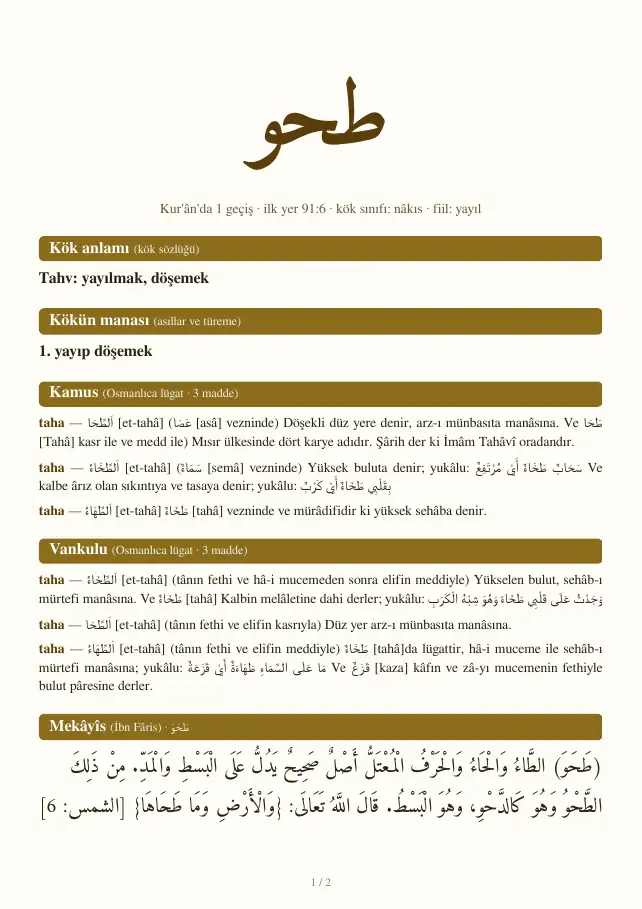 طحو
Kur'ân'da 1 geçiş · ilk yer 91:6 · kök sınıfı: nâkıs · fiil: yayıl
Kök anlamı (kök sözlüğü)
Tahv: yayılmak, döşemek
Kökün manası (asıllar ve türeme)
1. yayıp döşemek
Kamus (Osmanlıca lügat · 3 madde)
taha — اَلطَّحَا [et-tahâ] (عَصَا [asâ] vezninde) Döşekli düz yere denir, arz-ı münbasıta manâsına. Ve طَحَا
[Tahâ] kasr ile ve medd ile) Mısır ülkesinde dört karye adıdır. Şârih der ki İmâm Tahâvî oradandır.
taha — اَلطَّخَاءُ [et-tahâ] (سَمَاءٌ [semâ] vezninde) Yüksek buluta denir; yukâlu: سَحَابٌ طَخَاءٌ أَيْ مُرْتَفِعٌ Ve
kalbe ârız olan sıkıntıya ve tasaya denir; yukâlu: بِقَلْبِي طَخَاءٌ أَيْ كَرْبٌ
taha — اَلطَّهَاءُ [et-tahâ] طَخَاءٌ [tahâ] vezninde ve mürâdifidir ki yüksek sehâba denir.
Vankulu (Osmanlıca lügat · 3 madde)
taha — اَلطَّخَاءُ [et-tahâ] (tânın fethi ve hâ-i mucemeden sonra elifin meddiyle) Yükselen bulut, sehâb-ı
mürtefi manâsına. Ve طَخَاءٌ [tahâ] Kalbin melâletine dahi derler; yukâlu: وَجَدْتُ عَلَى قَلْبِي طَخَاءً وَهُوَ شِبْهُ الْكَرْبِ
taha — اَلطَّحَا [et-tahâ] (tânın fethi ve elifin kasrıyla) Düz yer arz-ı münbasıta manâsına.
taha — اَلطَّهَاءُ [et-tahâ] (tânın fethi ve elifin meddiyle) طَخَاءٌ [tahâ]da lügattir, hâ-i muceme ile sehâb-ı
mürtefi manâsına; yukâlu: مَا عَلَى السَّمَاءِ طَهَاءَةٌ أَيْ قَزَعَةٌ Ve قَزَعٌ [kaza] kâfın ve zâ-yı mucemenin fethiyle
bulut pâresine derler.
Mekâyîs (İbn Fâris) · طَحَوَ
(طَحَوَ) الطَّاءُ وَالْحَاءُ وَالْحَرْفُ الْمُعْتَلُّ أَصْلٌ صَحِيحٌ يَدُلُّ عَلَى الْبَسْطِ وَالْمَدِّ. مِنْ ذَلِكَ
الطَّحْوُ وَهُوَ كَالدَّحْوِ، وَهُوَ الْبَسْطُ. قَالَ اللَّهُ تَعَالَى: {وَالْأَرْضِ وَمَا طَحَاهَا} [الشمس: 6]
1 / 2